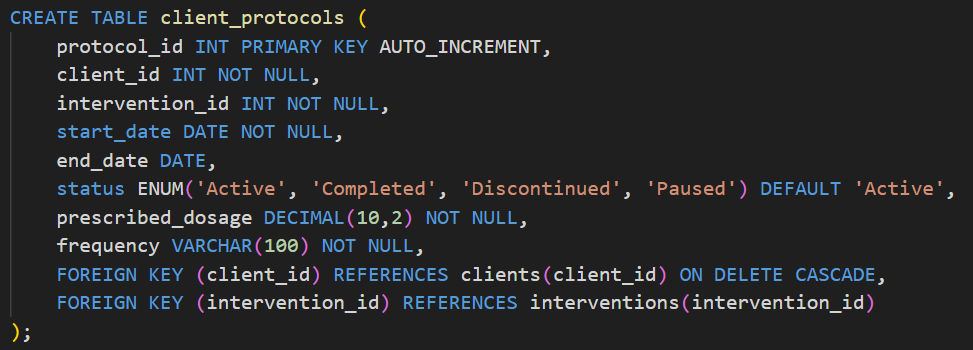 CREATE TABLE client_protocols (
    protocol_id INT PRIMARY KEY AUTO_INCREMENT,
    client_id INT NOT NULL,
    intervention_id INT NOT NULL,
    start_date DATE NOT NULL,
    end_date DATE,
    status ENUM('Active', 'Completed', 'Discontinued', 'Paused') DEFAULT 'Active',
    prescribed_dosage DECIMAL(10,2) NOT NULL,
    frequency VARCHAR(100) NOT NULL,
    FOREIGN KEY (client_id) REFERENCES clients(client_id) ON DELETE CASCADE,
    FOREIGN KEY (intervention_id) REFERENCES interventions(intervention_id)
);